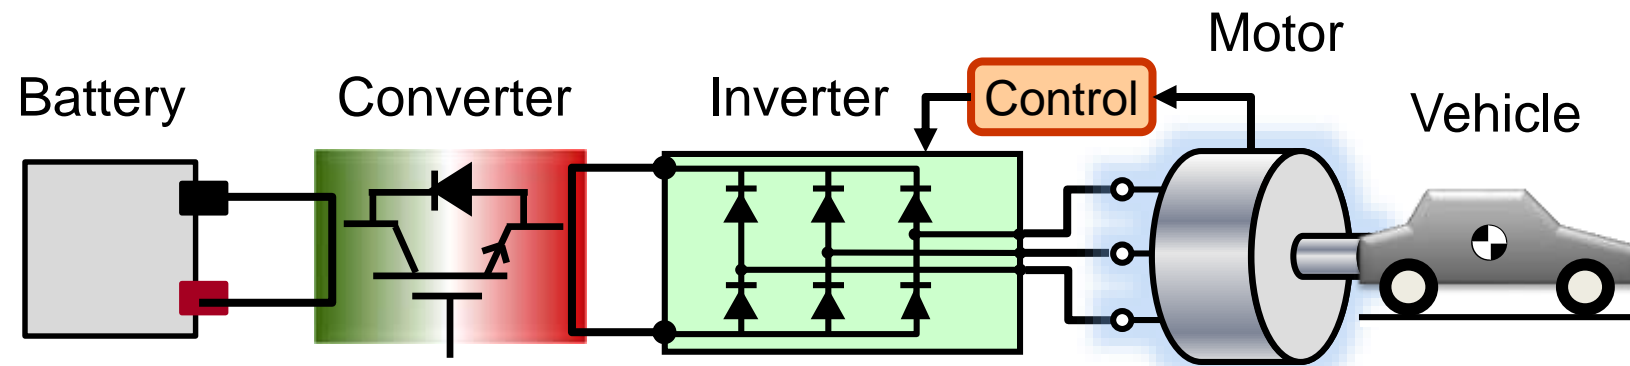 Battery
Converter
Inverter
Control
Motor
Vehicle